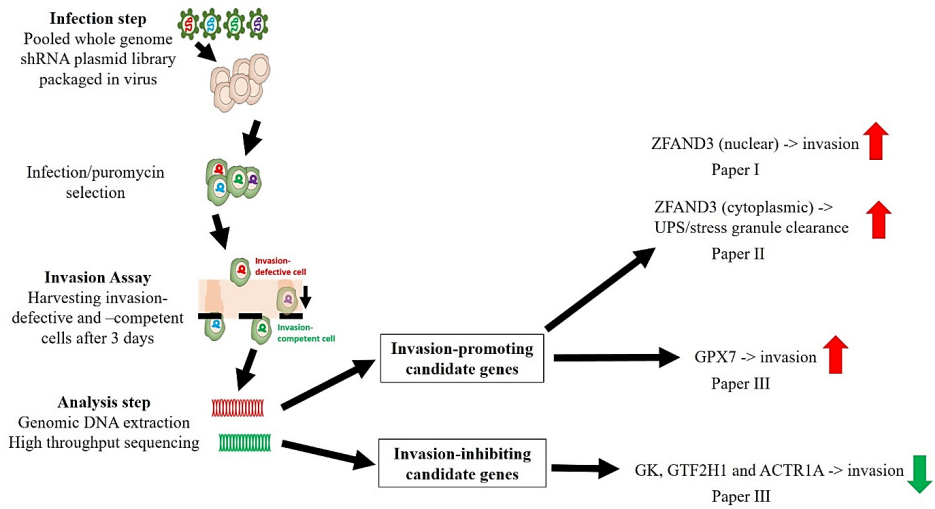 Infection step
Pooled whole genome
shRNA plasmid library
packaged in virus
Infection/puromycin
selection
Invasion Assay
Harvesting invasion-
defective and –competent
cells after 3 days
Invasion-
defective cell
Invasion-
competent cell
Analysis step
Genomic DNA extraction
High throughput sequencing
Invasion-promoting
candidate genes
Invasion-inhibiting
candidate genes
ZFAND3 (nuclear) -> invasion
Paper I
ZFAND3 (cytoplasmic) ->
UPS/stress granule clearance
Paper II
GPX7 -> invasion
Paper III
GK, GTF2H1 and ACTR1A -> invasion
Paper III